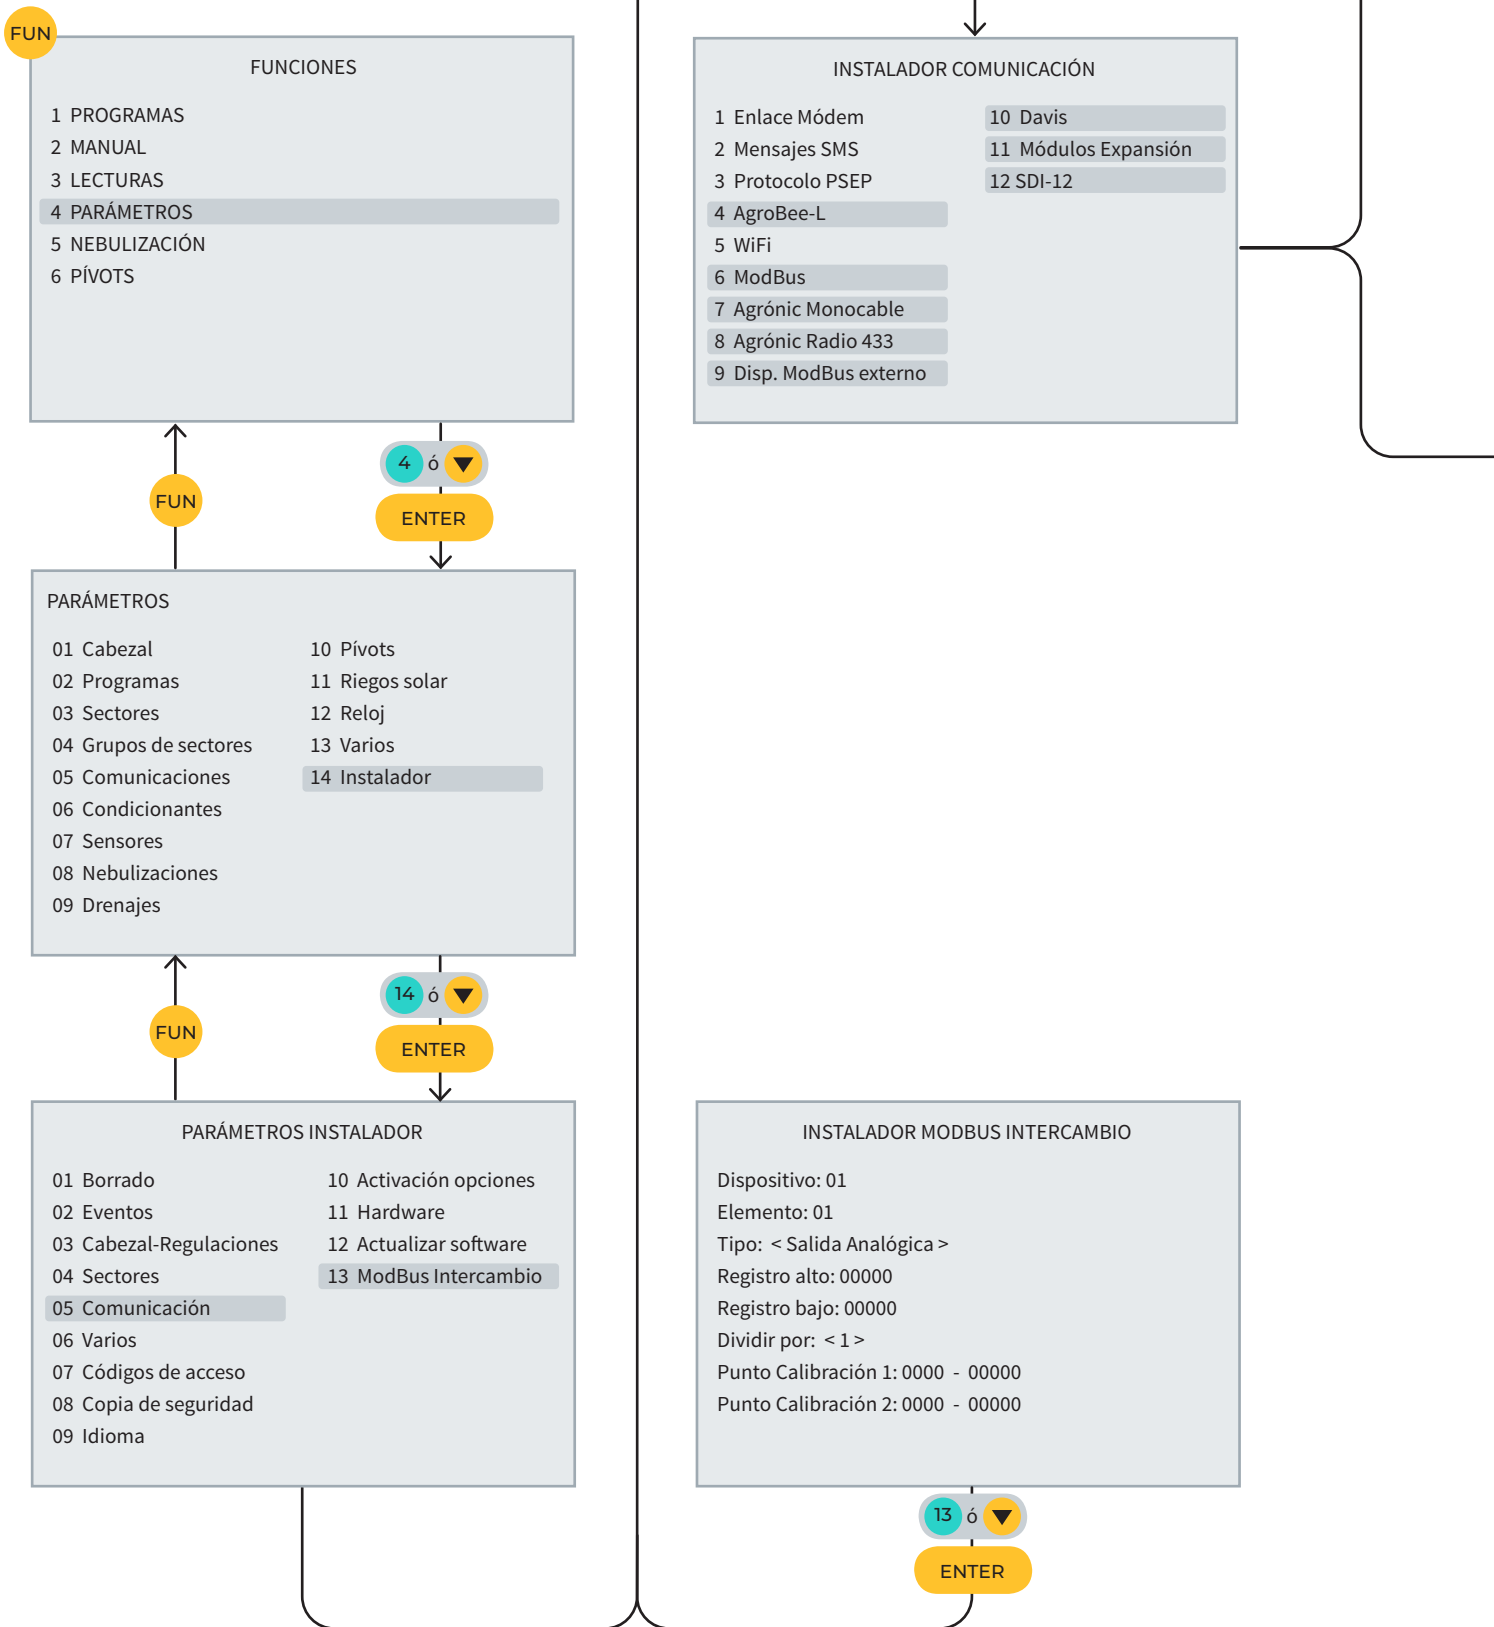 FUN
FUNCIONES
1 PROGRAMAS
2 MANUAL
3 LECTURAS
4 PARÁMETROS
5 NEBULIZACIÓN
6 PÍVOTS
4 ó
FUN
ENTER
PARÁMETROS
01 Cabezal
02 Programas
03 Sectores
04 Grupos de sectores
05 Comunicaciones
06 Condicionantes
07 Sensores
08 Nebulizaciones
09 Drenajes
10 Pívots
11 Riegos solar
12 Reloj
13 Varios
14 Instalador
14 ó
FUN
ENTER
PARÁMETROS INSTALADOR
01 Borrado
02 Eventos
03 Cabezal-Regulaciones
04 Sectores
05 Comunicación
06 Varios
07 Códigos de acceso
08 Copia de seguridad
09 Idioma
10 Activación opciones
11 Hardware
12 Actualizar software
13 ModBus Intercambio
INSTALADOR COMUNICACIÓN
1 Enlace Módem
2 Mensajes SMS
3 Protocolo PSEP
4 AgroBee-L
5 WiFi
6 ModBus
7 Agrónic Monocable
8 Agrónic Radio 433
9 Disp. ModBus externo
10 Davis
11 Módulos Expansión
12 SDI-12
INSTALADOR MODBUS INTERCAMBIO
Dispositivo: 01
Elemento: 01
Tipo: < Salida Analógica >
Registro alto: 00000
Registro bajo: 00000
Dividir por: < 1 >
Punto Calibración 1: 0000 - 00000
Punto Calibración 2: 0000 - 00000
13 ó
ENTER